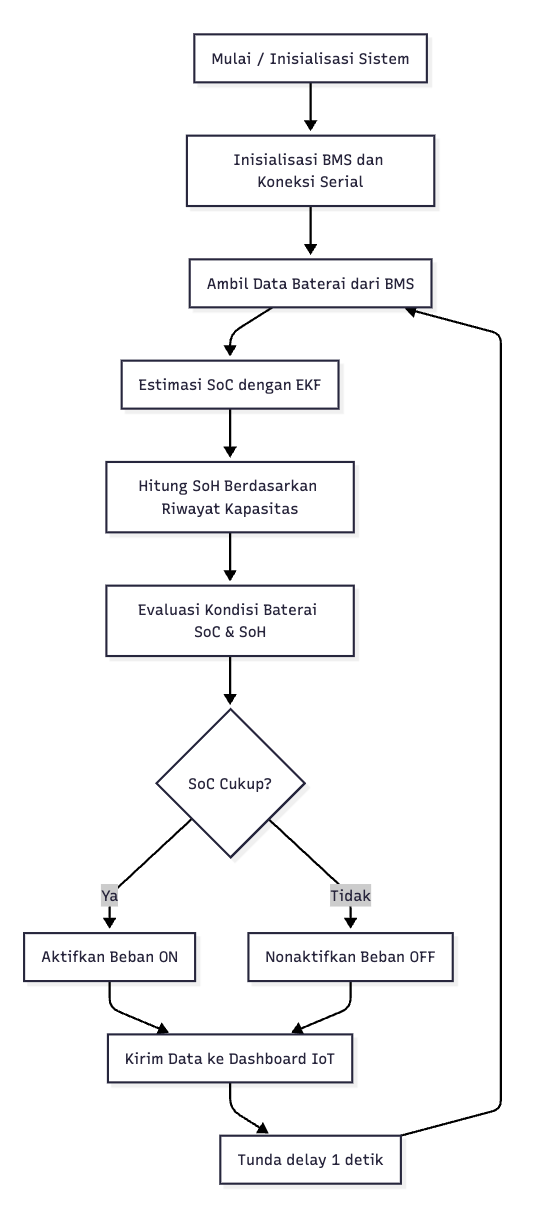 Mulai / Inisialisasi Sistem
Inisialisasi BMS dan
Koneksi Serial
Ambil Data Baterai dari BMS
Estimasi SoC dengan EKF
Hitung SoH Berdasarkan
Riwayat Kapasitas
Evaluasi Kondisi Baterai
SoC & SoH
SoC Cukup?
Ya
Tidak
Aktifkan Beban ON
Nonaktifkan Beban OFF
Kirim Data ke Dashboard IoT
Tunda delay 1 detik